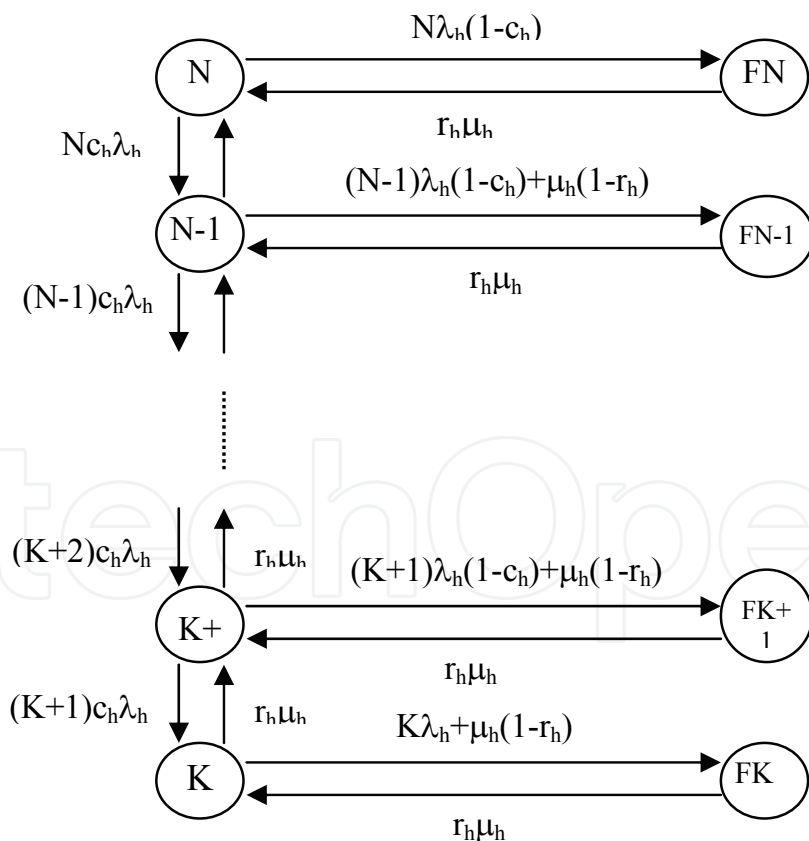 Nλₕ(1-cₕ)
N
FN
rₕμₕ
Ncₕλₕ
(N-1)λₕ(1-cₕ)+μₕ(1-rₕ)
N-1
FN-1
rₕμₕ
(N-1)cₕλₕ
techOpe
(K+2)cₕλₕ
rₕμₕ
(K+1)λₕ(1-cₕ)+μₕ(1-rₕ)
K+
FK+
1
rₕμₕ
(K+1)cₕλₕ
rₕμₕ
Kλₕ+μₕ(1-rₕ)
K
FK
rₕμₕ